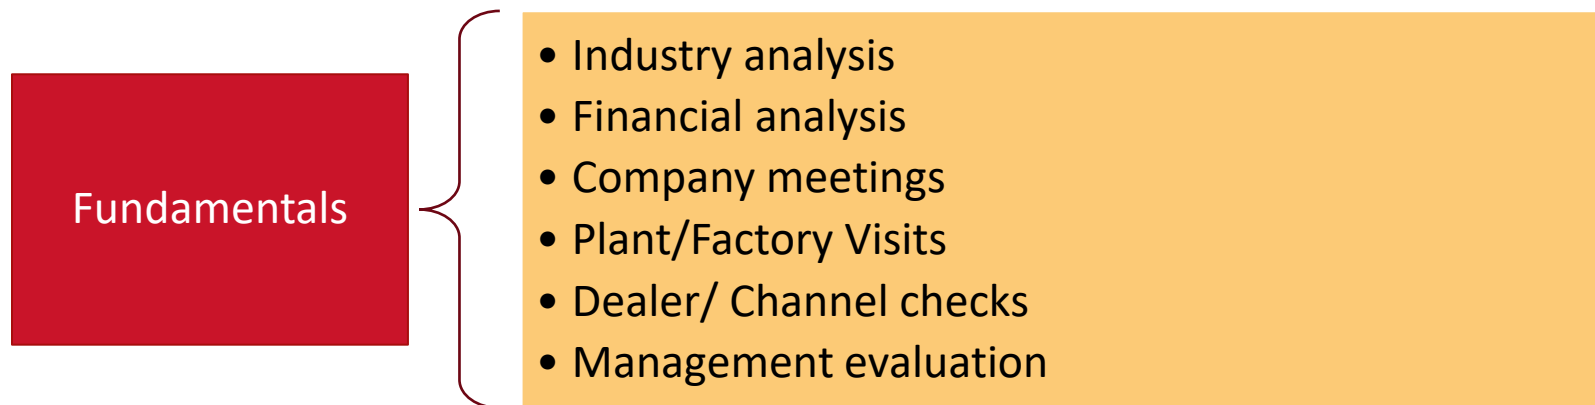 Fundamentals
• Industry analysis
• Financial analysis
• Company meetings
• Plant/Factory Visits
• Dealer/ Channel checks
• Management evaluation